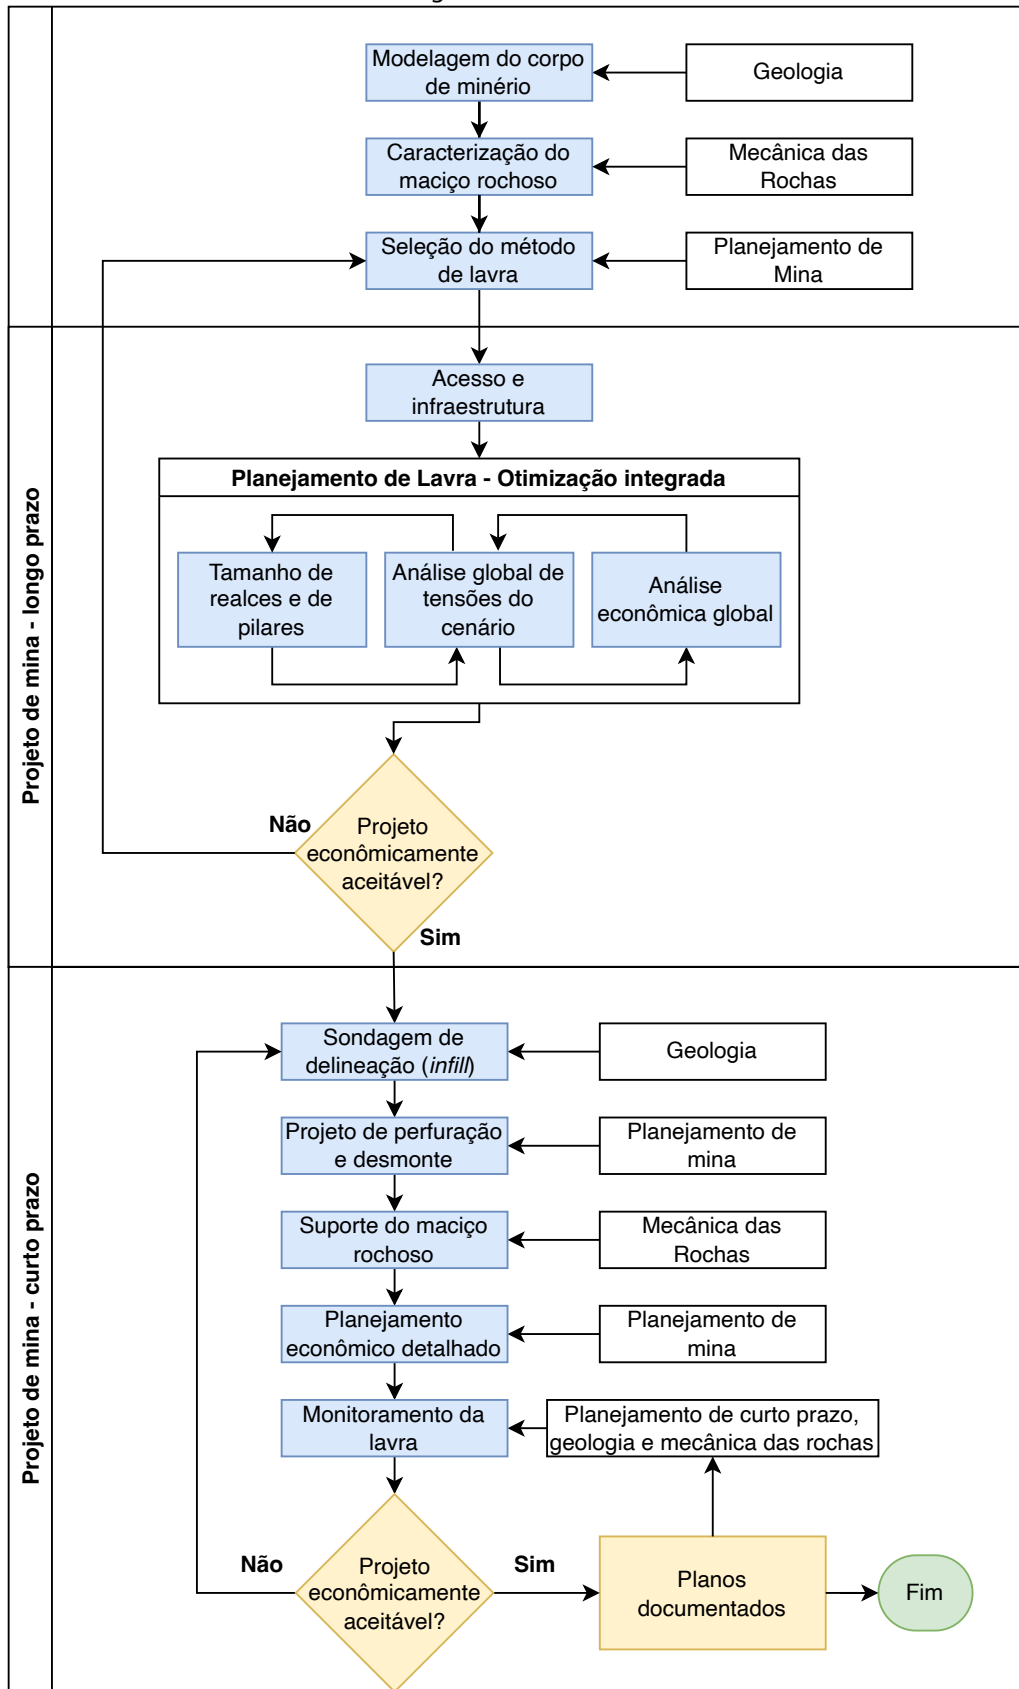 Modelagem do corpo
de minério
Geologia
Caracterização do
maciço rochoso
Mecânica das
Rochas
Seleção do método
de lavra
Planejamento de
Mina
Projeto de mina - longo prazo
Acesso e
infraestrutura
Planejamento de Lavra - Otimização integrada
Tamanho de
realces e de
pilares
Análise global de
tensões do
cenário
Análise
econômica global
Não
Projeto
econômicamente
aceitável?
Sim
Projeto de mina - curto prazo
Sondagem de
delineação (infill)
Geologia
Projeto de perfuração
e desmonte
Planejamento de
mina
Suporte do maciço
rochoso
Mecânica das
Rochas
Planejamento
econômico detalhado
Planejamento de
mina
Monitoramento da
lavra
Planejamento de curto prazo,
geologia e mecânica das rochas
Não
Projeto
econômicamente
aceitável?
Sim
Planos
documentados
Fim